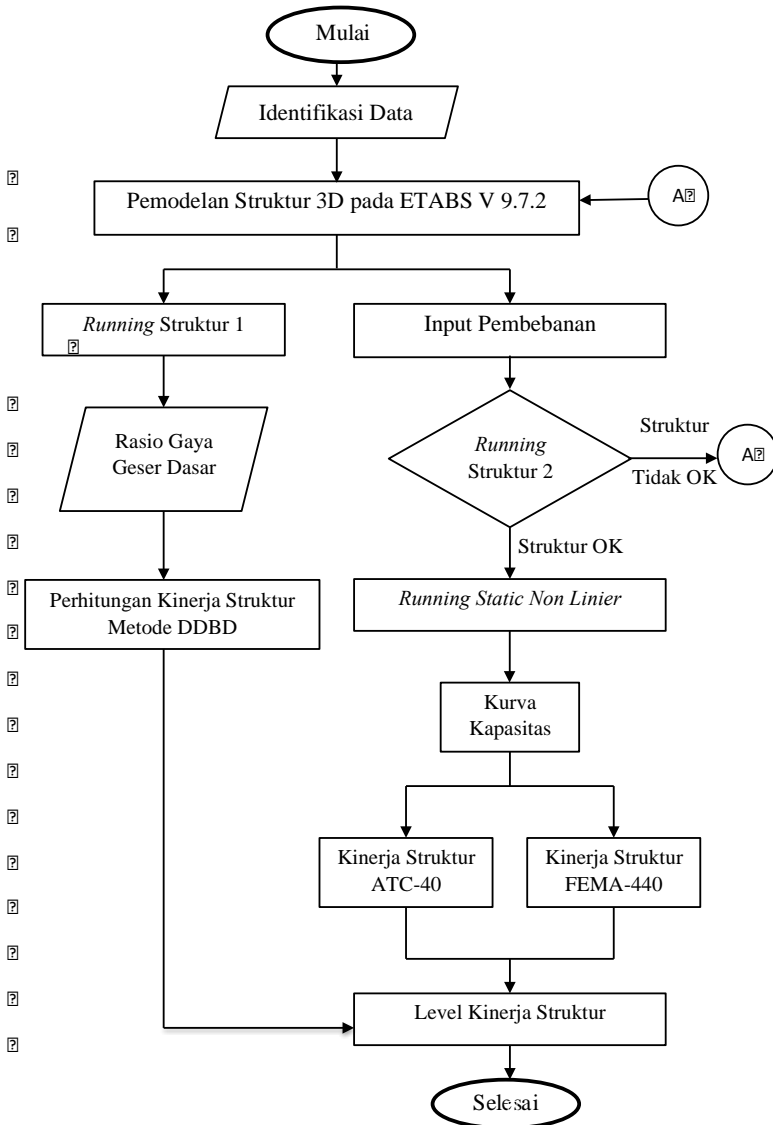 Mulai
Identifikasi Data
Pemodelan Struktur 3D pada ETABS V 9.7.2
A
Running Struktur 1
Input Pembebanan
Rasio Gaya
Geser Dasar
Running
Struktur 2
Struktur
Tidak OK
A
Struktur OK
Perhitungan Kinerja Struktur
Metode DDBD
Running Static Non Linier
Kurva
Kapasitas
Kinerja Struktur
ATC-40
Kinerja Struktur
FEMA-440
Level Kinerja Struktur
Selesai